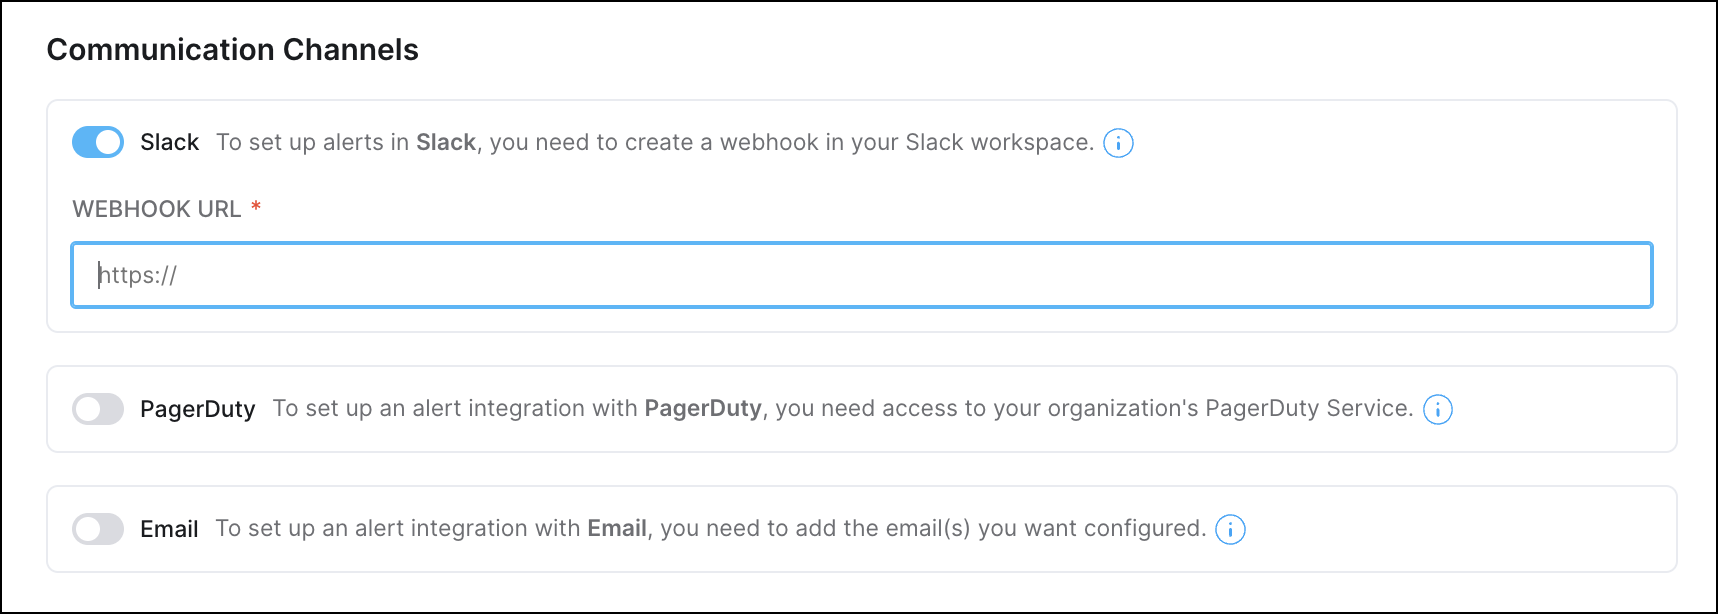 Communication Channels
Slack To set up alerts in Slack, you need to create a webhook in your Slack workspace.
WEBHOOK URL *
https://
PagerDuty To set up an alert integration with PagerDuty, you need access to your organization's PagerDuty Service.
Email To set up an alert integration with Email, you need to add the email(s) you want configured.